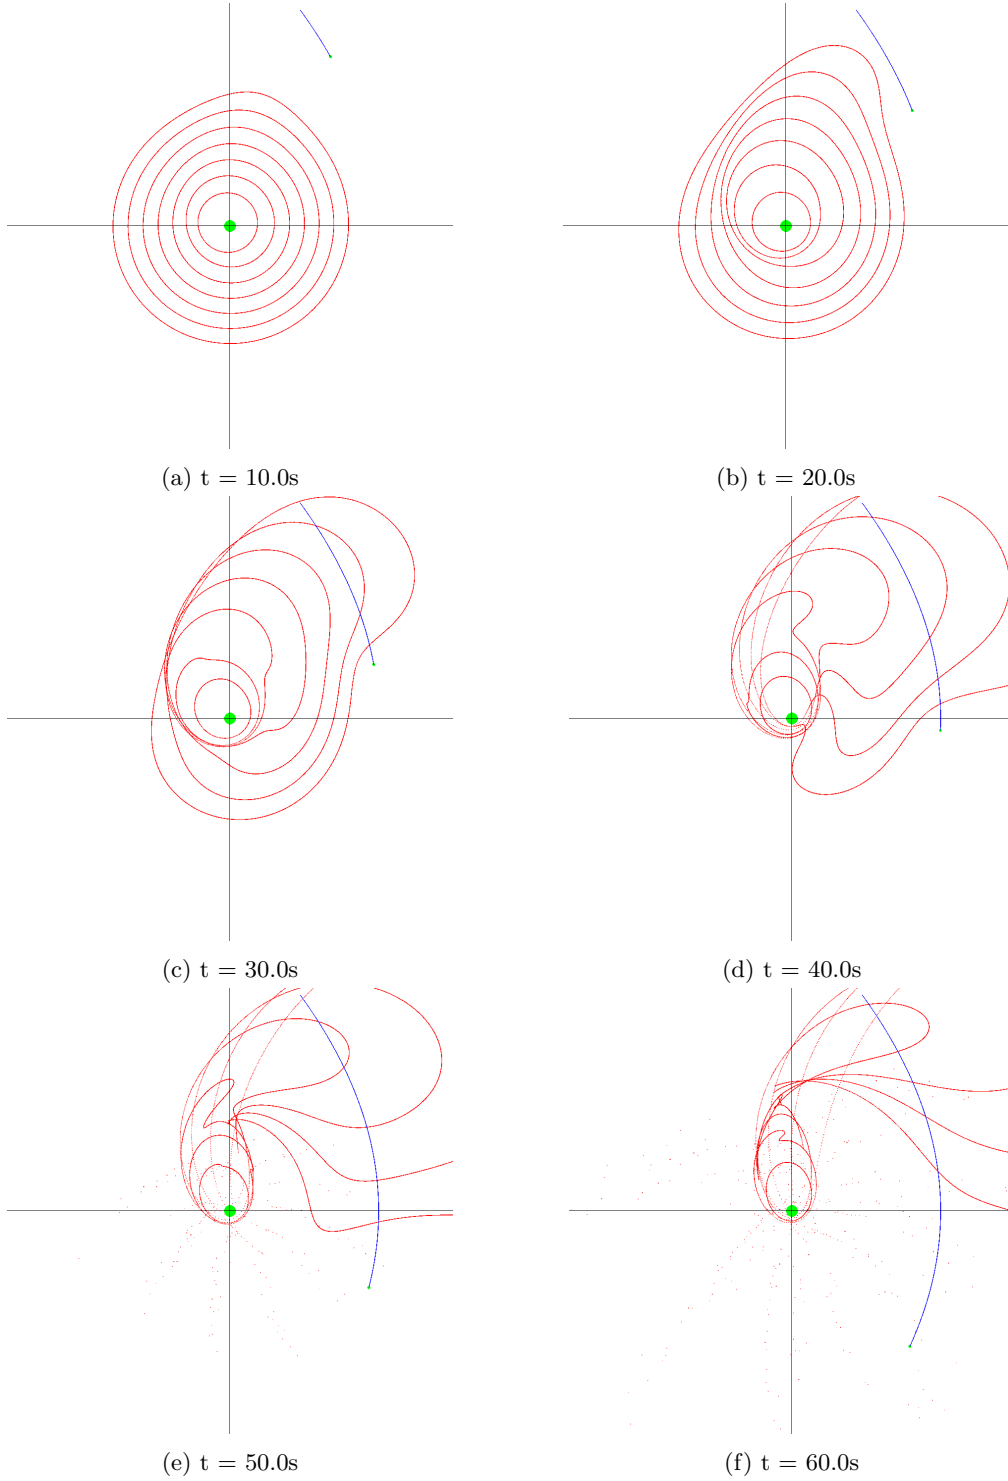 (a) t = 10.0s
(b) t = 20.0s
(c) t = 30.0s
(d) t = 40.0s
(e) t = 50.0s
(f) t = 60.0s